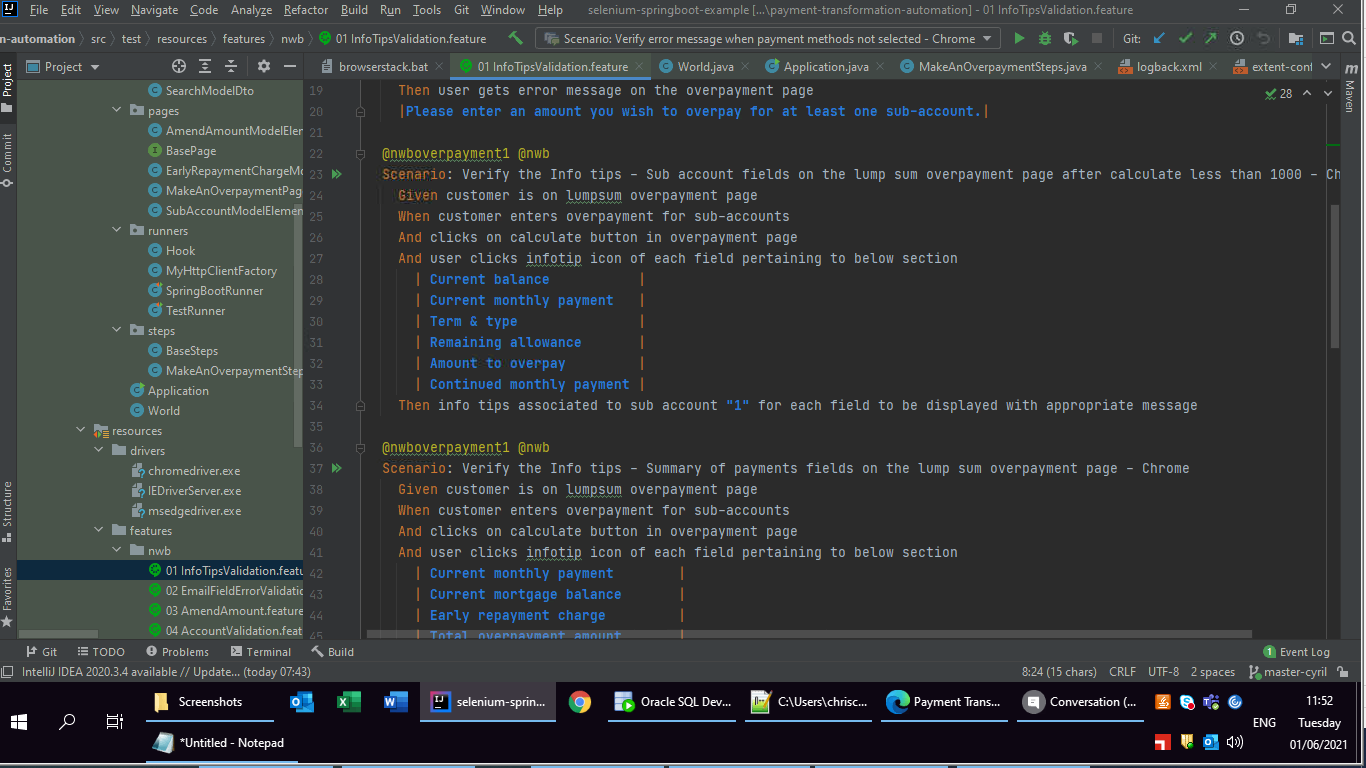 File Edit View Navigate Code Analyze Refactor Build Run Tools Git Window Help selenium-springboot-example [...\payment-transformation-automation] - 01 InfoTipsValidation.feature
n-automation src test resources features nwb 01 InfoTipsValidation.feature Scenario: Verify error message when payment methods not selected - Chrome Git:
Project browserstack.bat 01 InfoTipsValidation.feature World.java Application.java MakeAnOverpaymentSteps.java logback.xml extent-conf
Project
Commit
Structure
Favorites
Maven
SearchModelDto
pages
AmendAmountModelElen
BasePage
EarlyRepaymentChargeMo
MakeAnOverpaymentPag
SubAccountModelElemen
runners
Hook
MyHttpClientFactory
SpringBootRunner
TestRunner
steps
BaseSteps
MakeAnOverpaymentStep
Application
World
resources
drivers
chromedriver.exe
IEDriverServer.exe
msedgedriver.exe
features
nwb
01 InfoTipsValidation.featu
02 EmailFieldErrorValidatio
03 AmendAmount.feature
04 AccountValidation.feat
28
19 Then user gets error message on the overpayment page
20 |Please enter an amount you wish to overpay for at least one sub-account.|
21
22 @nwboverpayment1 @nwb
23 Scenario: Verify the Info tips - Sub account fields on the lump sum overpayment page after calculate less than 1000 - Ch
24 Given customer is on lumpsum overpayment page
25 When customer enters overpayment for sub-accounts
26 And clicks on calculate button in overpayment page
27 And user clicks infotip icon of each field pertaining to below section
28 | Current balance |
29 | Current monthly payment |
30 | Term & type |
31 | Remaining allowance |
32 | Amount to overpay |
33 | Continued monthly payment |
34 Then info tips associated to sub account "1" for each field to be displayed with appropriate message
35
36 @nwboverpayment1 @nwb
37 Scenario: Verify the Info tips - Summary of payments fields on the lump sum overpayment page - Chrome
38 Given customer is on lumpsum overpayment page
39 When customer enters overpayment for sub-accounts
40 And clicks on calculate button in overpayment page
41 And user clicks infotip icon of each field pertaining to below section
42 | Current monthly payment |
43 | Current mortgage balance |
44 | Early repayment charge |
45 | Total overpayment amount |
Git TODO Problems Terminal Build 1 Event Log
IntelliJ IDEA 2020.3.4 available // Update... (today 07:43) 8:24 (15 chars) CRLF UTF-8 2 spaces master-cyril
Screenshots selenium-sprin... Oracle SQL Dev... C:\Users\chrisc... Payment Trans... Conversation (...
*Untitled - Notepad
ENG
11:52
Tuesday
01/06/2021